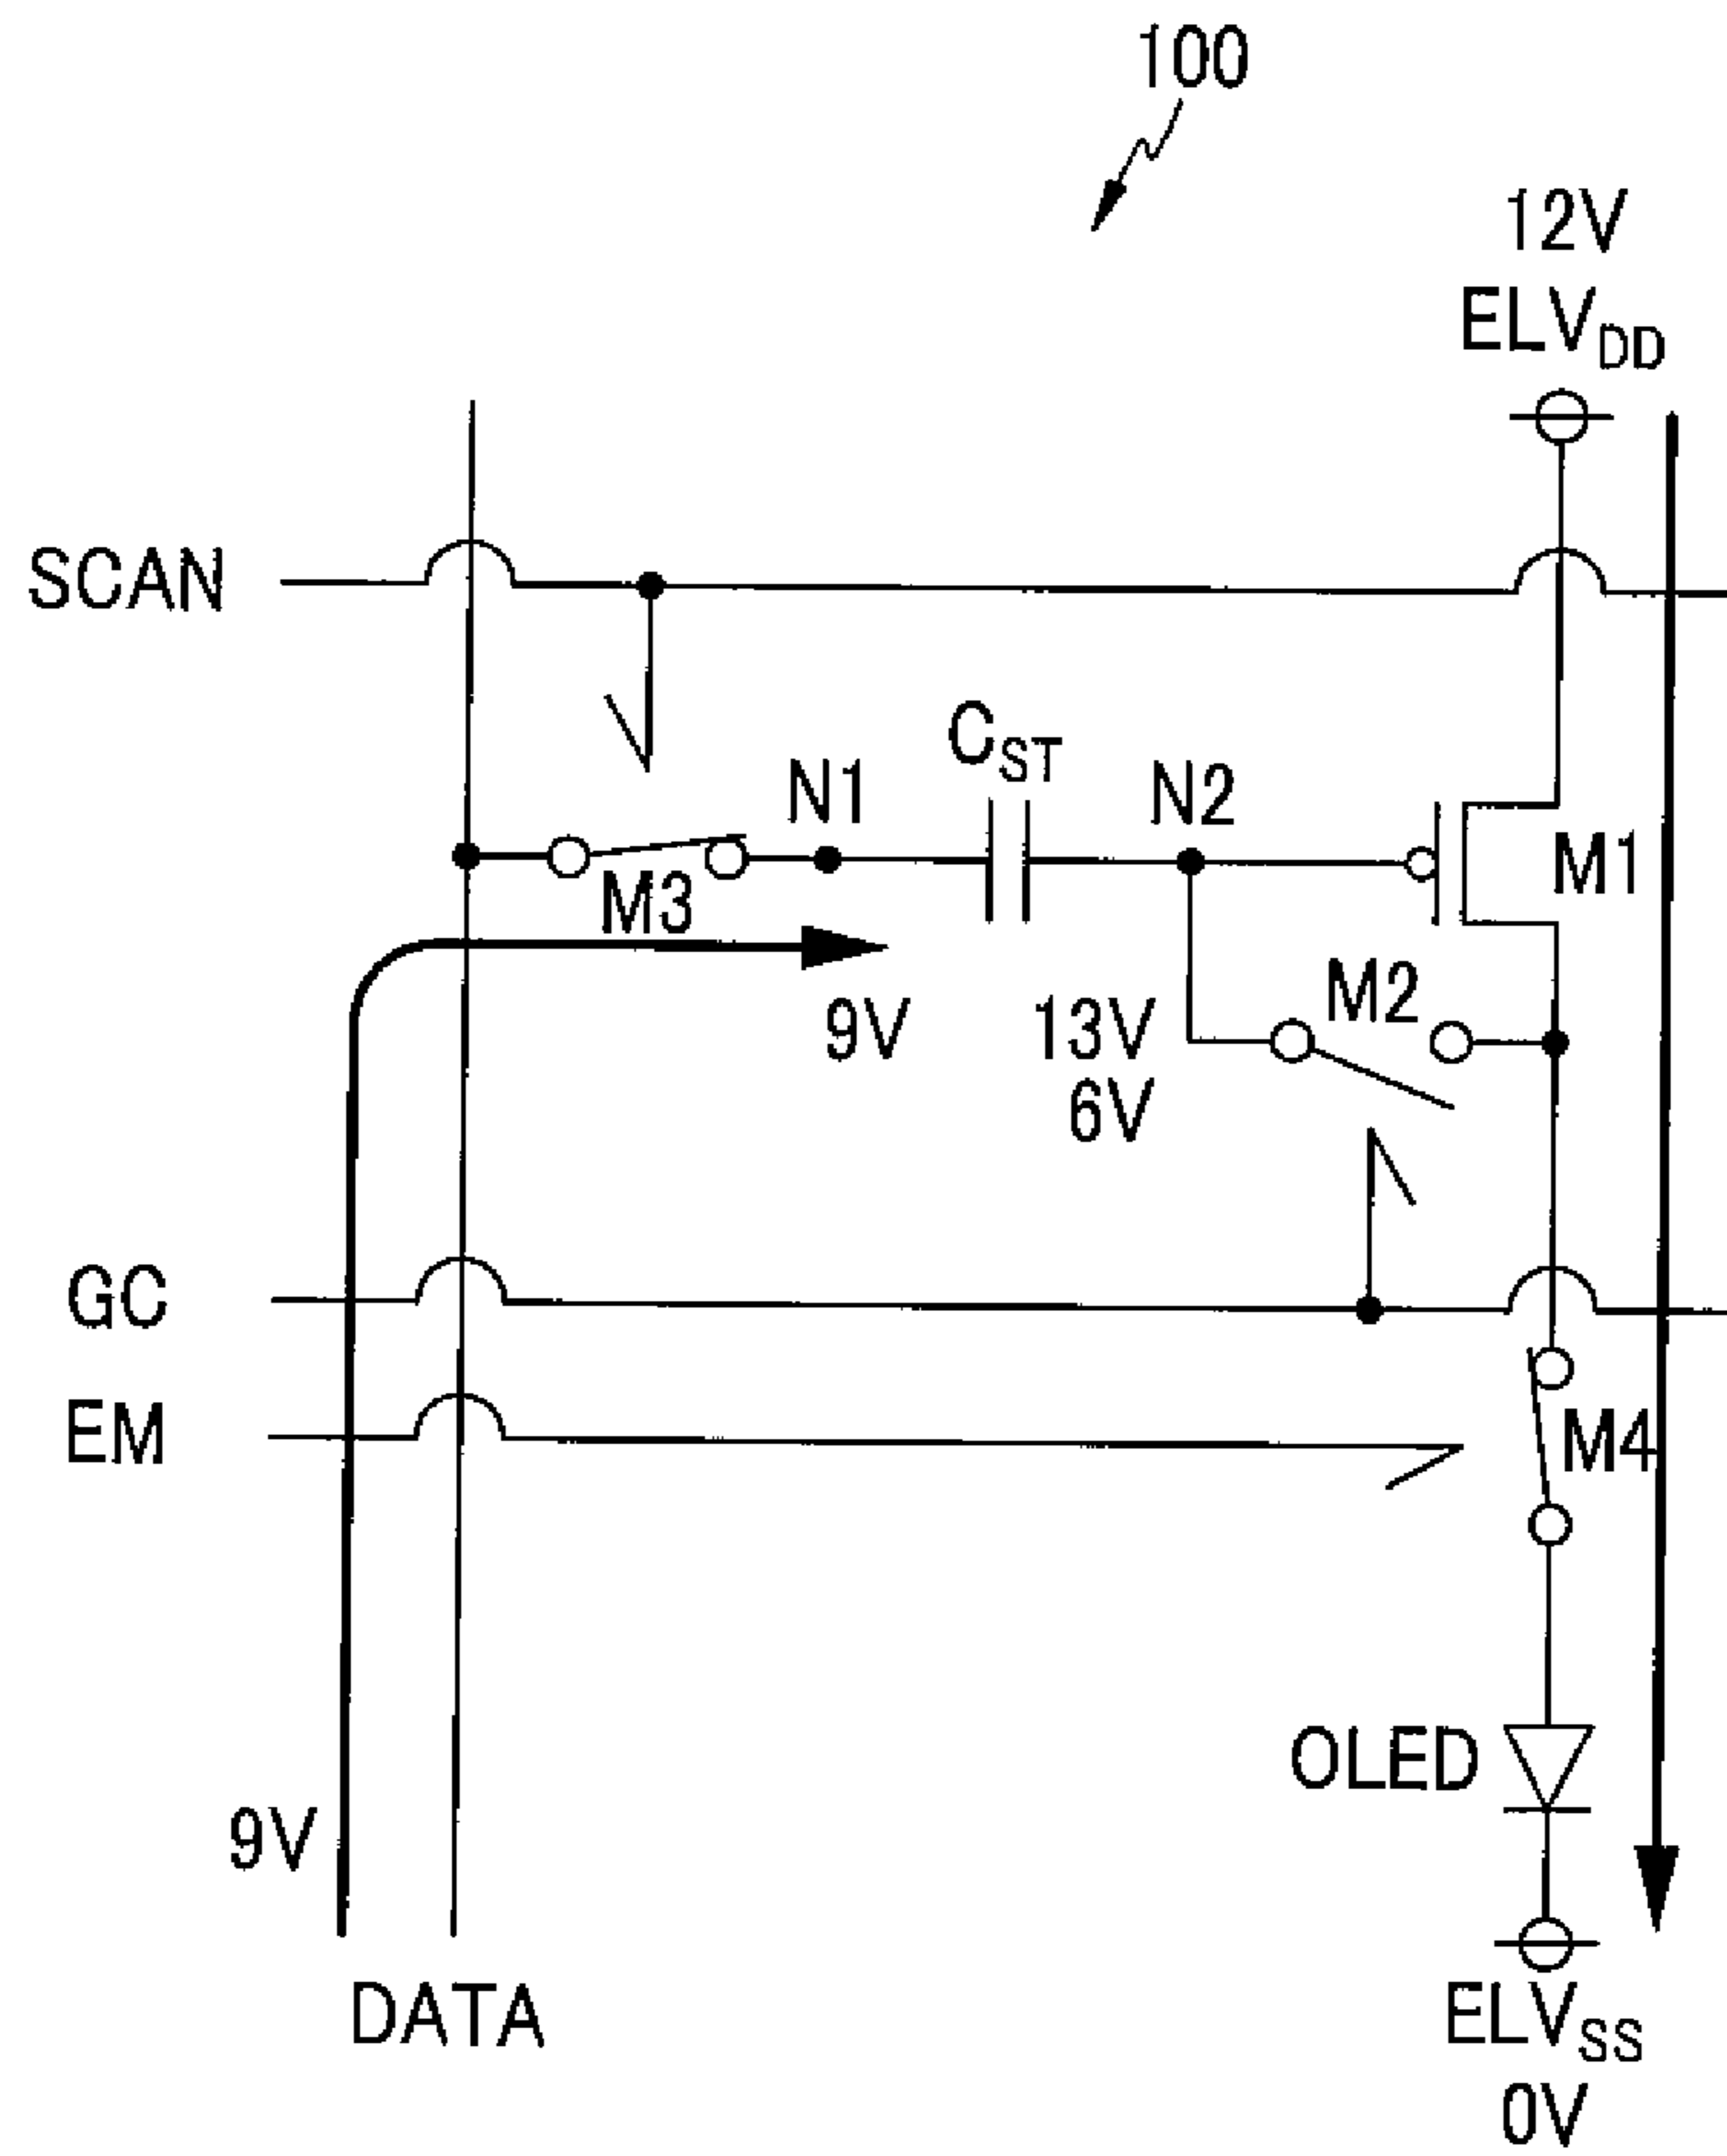 100
12V
ELVDD
SCAN
CST
N1
N2
M1
M3
M2
9V
13V
6V
GC
EM
M4
OLED
9V
DATA
ELVSS
0V